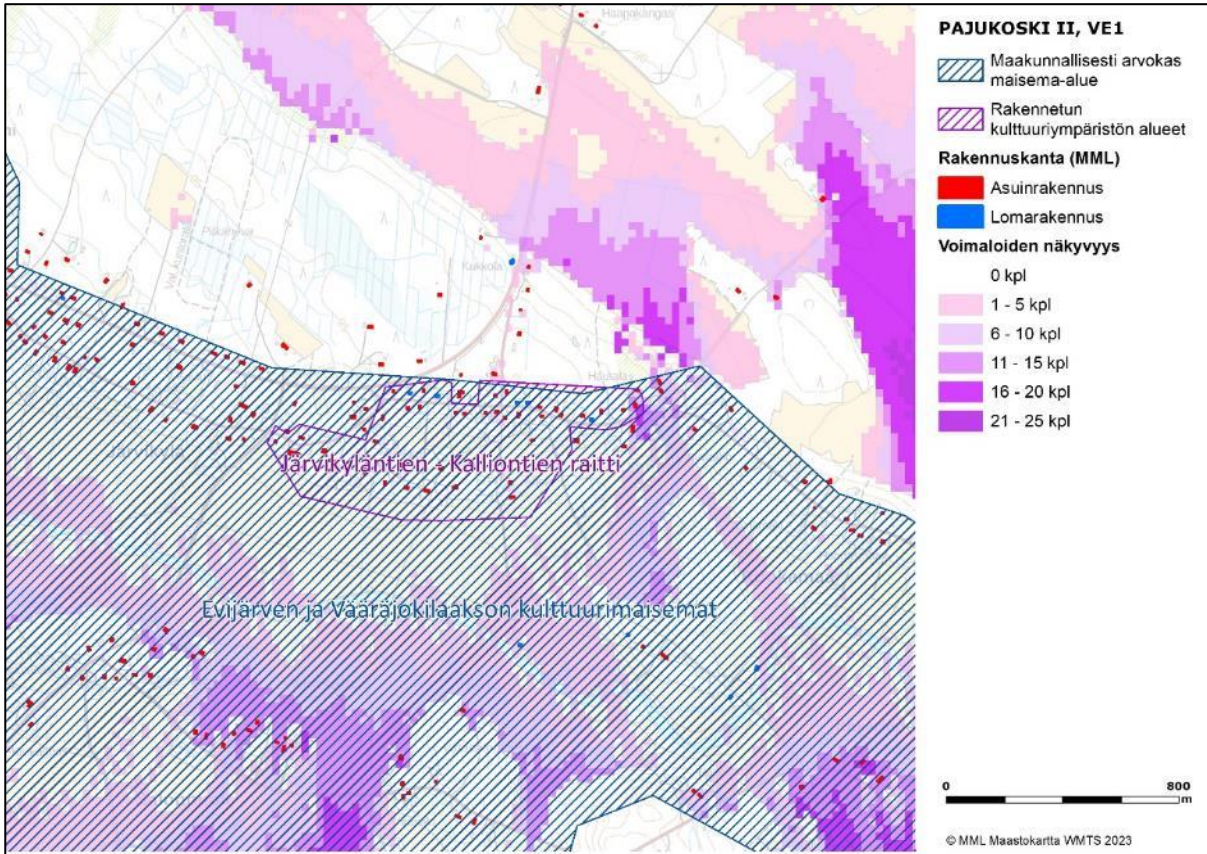 Haapakangas
Kukkola
Järvikyläntien - Kalliontien raitti
Järvikylä
Evijärven ja Vääräjokilaakson kulttuurimaisemat
PAJUKOSKI II, VE1
Maakunnallisesti arvokas
maisema-alue
Rakennetun
kulttuuriympäristön alueet
Rakennuskanta (MML)
Asuinrakennus
Lomarakennus
Voimaloiden näkyvyys
0 kpl
1 - 5 kpl
6 - 10 kpl
11 - 15 kpl
16 - 20 kpl
21 - 25 kpl
0 800
m
© MML Maastokartta WMTS 2023